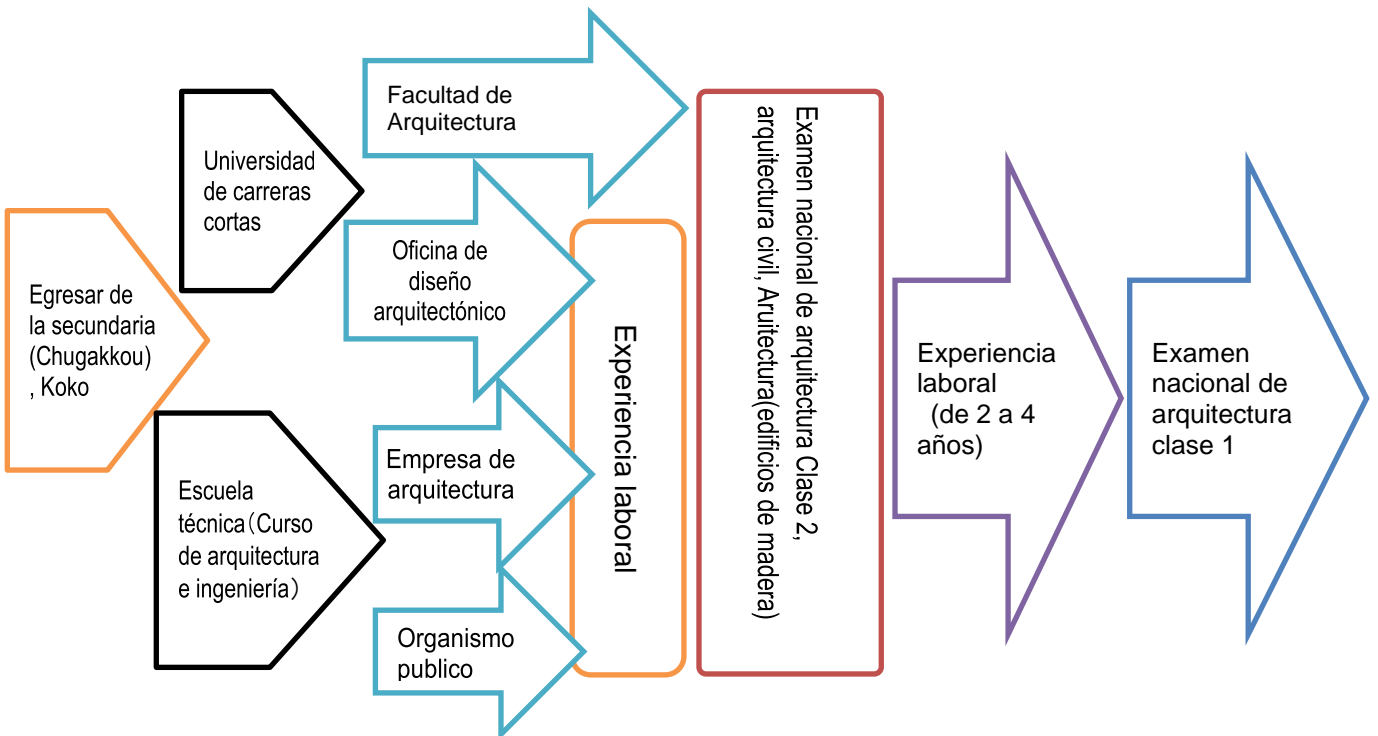 Egresar de
la secundaria
(Chugakkou)
, Koko
Universidad
de carreras
cortas
Escuela
técnica（Curso
de arquitectura
e ingeniería）
Facultad de
Arquitectura
Oficina de
diseño
arquitectónico
Empresa de
arquitectura
Organismo
publico
Experiencia laboral
Examen nacional de arquitectura Clase 2,
arquitectura civil, Aruitectura(edificios de madera)
Experiencia
laboral
(de 2 a 4
años)
Examen
nacional de
arquitectura
clase 1